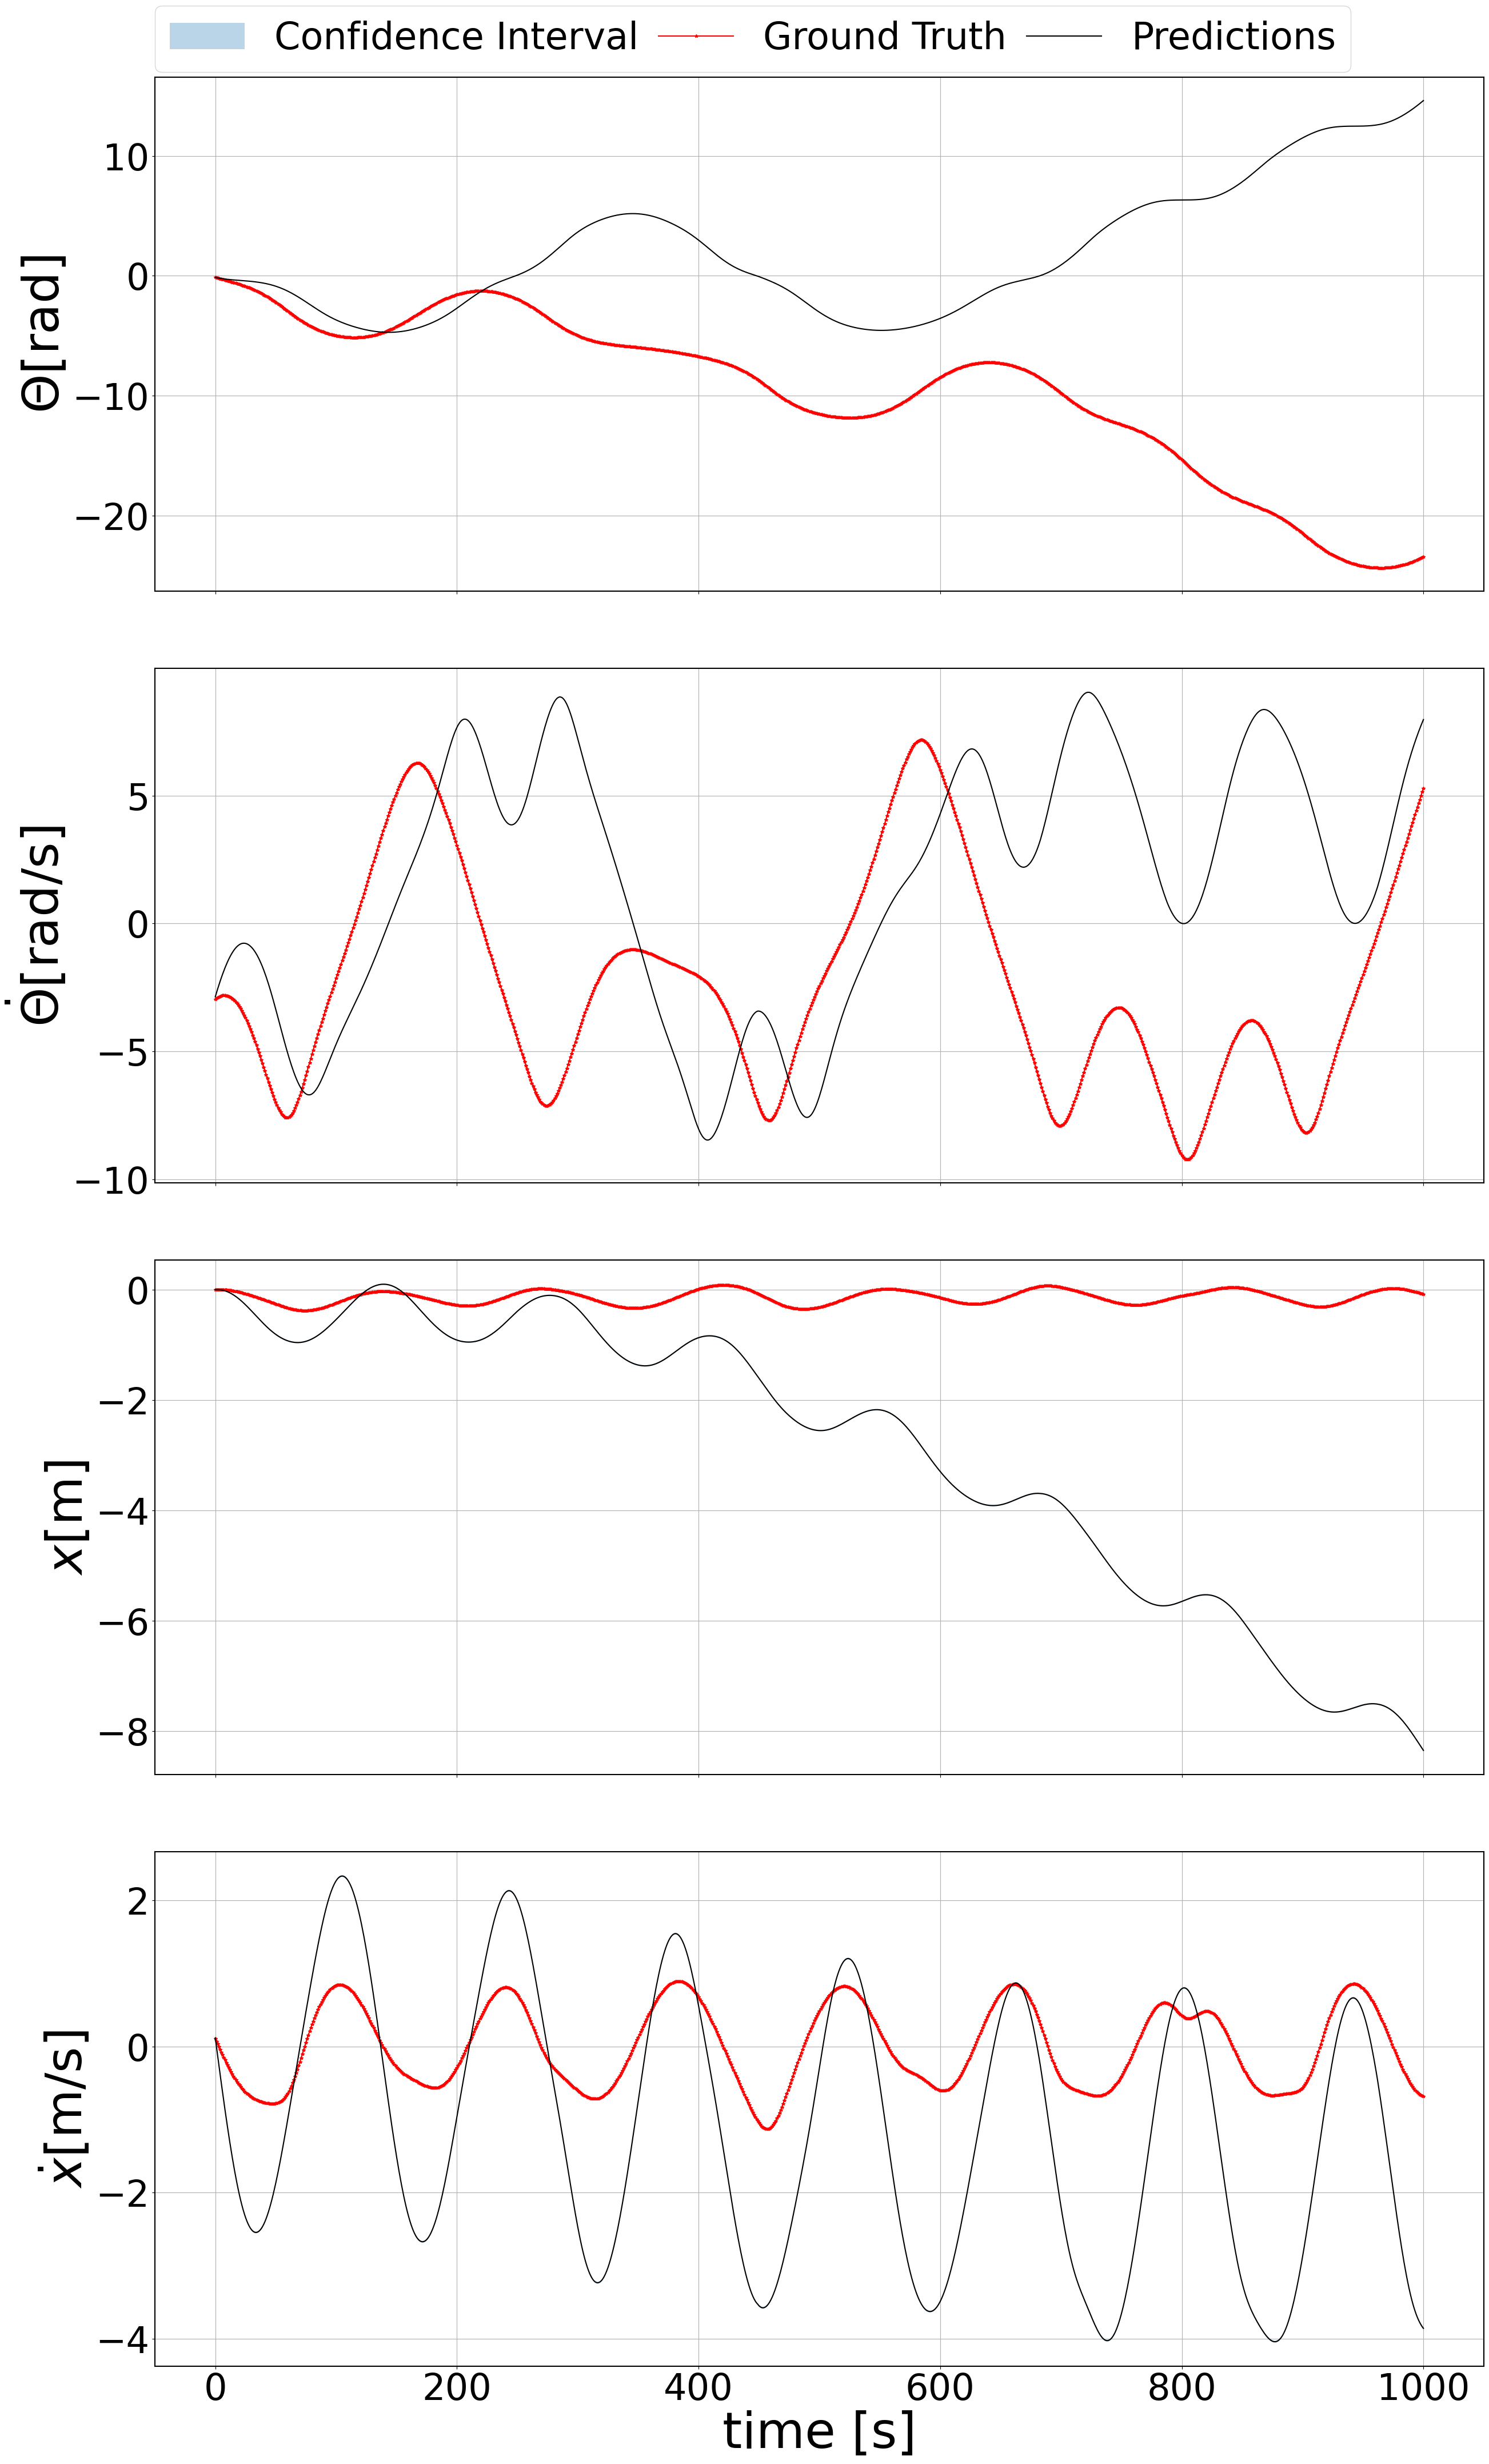 Confidence Interval Ground Truth Predictions
10
0
−10
−20
Θ[rad]
5
0
−5
−10
Θ̇[rad/s]
0
−2
−4
−6
−8
x[m]
2
0
−2
−4
ẋ[m/s]
0 200 400 600 800 1000
time [s]